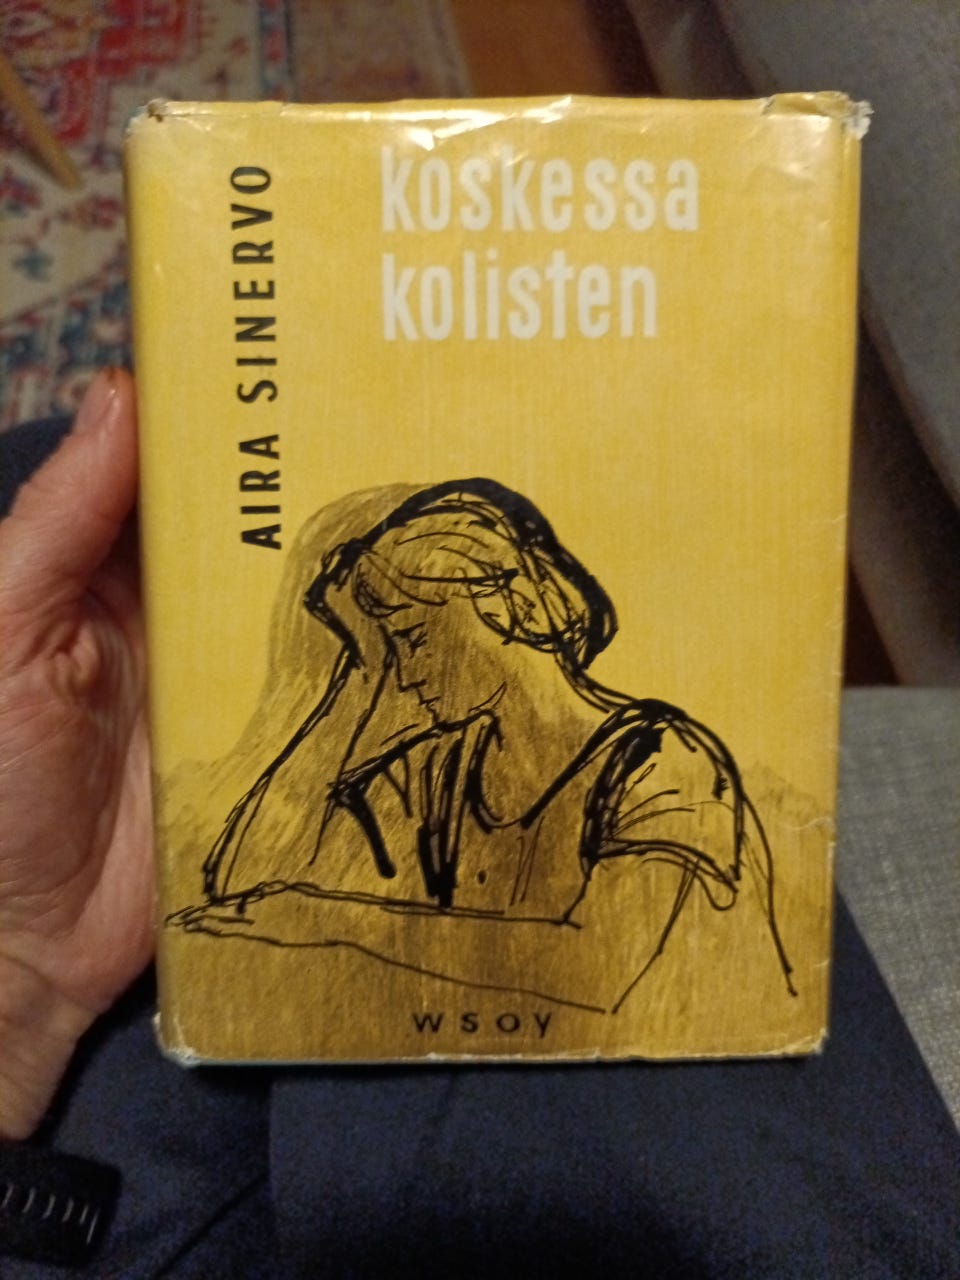 koskessa
kolisten
AIRA SINERVO
WSOY